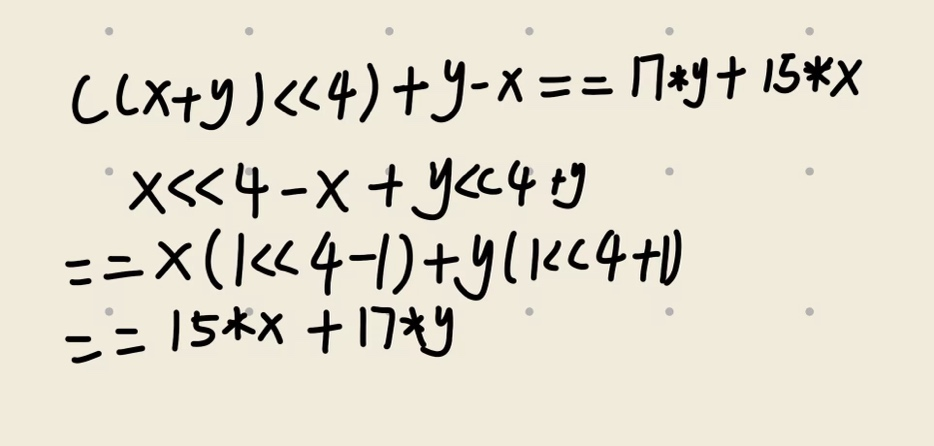 ((x+y)<<4)+y-x==17*y+15*x
x<<4-x+y<<4+y
==x(1<<4-1)+y(1<<4+1)
==15*x+17*y